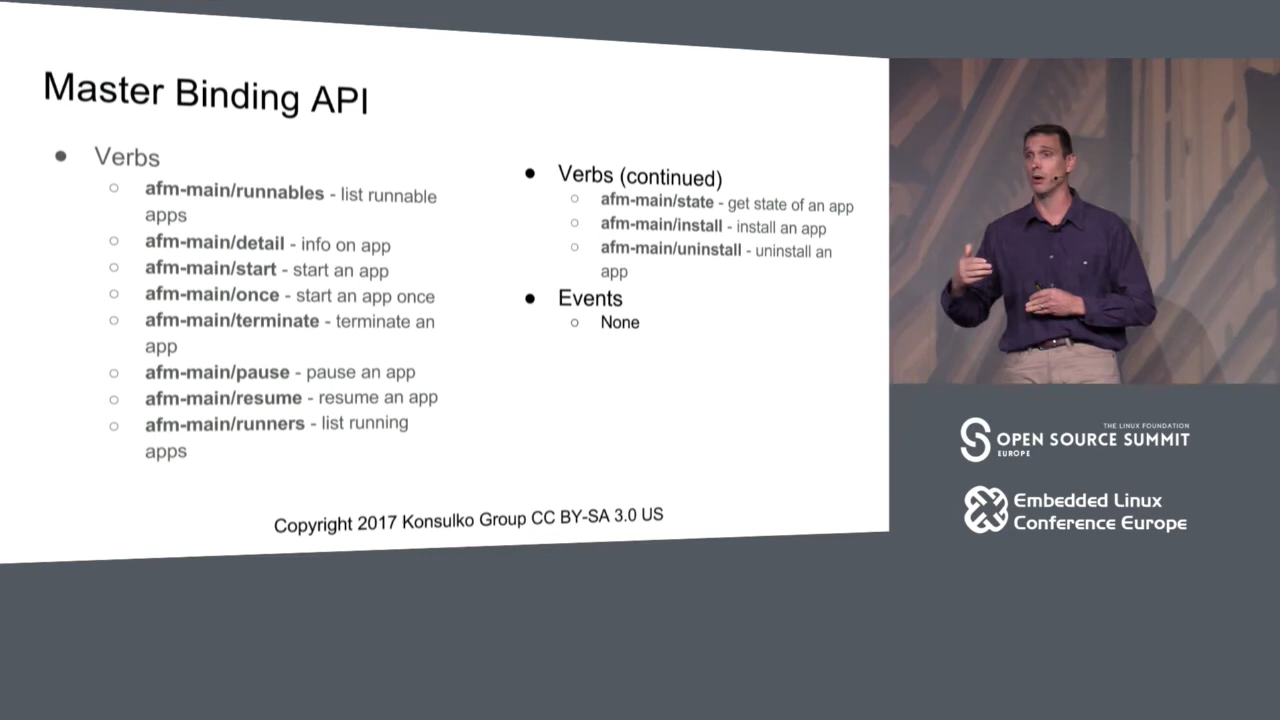 Master Binding API
● Verbs
○ afm-main/runnables - list runnable
apps
○ afm-main/detail - info on app
○ afm-main/start - start an app
○ afm-main/once - start an app once
○ afm-main/terminate - terminate an
app
○ afm-main/pause - pause an app
○ afm-main/resume - resume an app
○ afm-main/runners - list running
apps
● Verbs (continued)
○ afm-main/state - get state of an app
○ afm-main/install - install an app
○ afm-main/uninstall - uninstall an
app
● Events
○ None
Copyright 2017 Konsulko Group CC BY-SA 3.0 US
THE LINUX FOUNDATION
OPEN SOURCE SUMMIT
EUROPE
Embedded Linux
Conference Europe